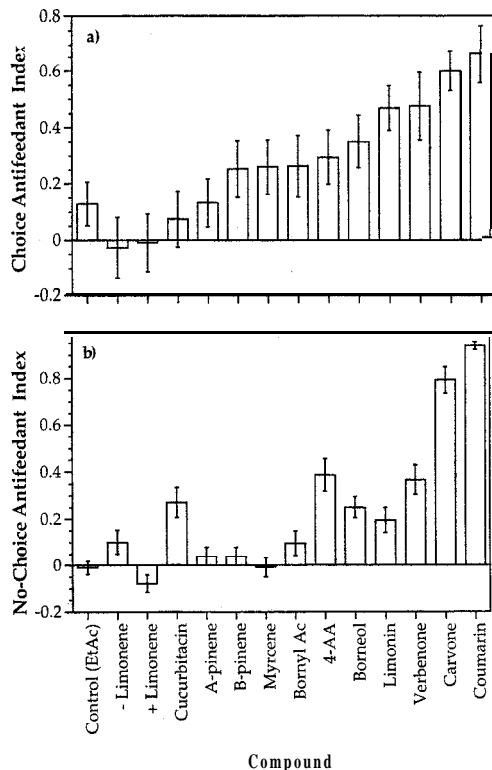 a)
Choice Antifeedant Index
0.8
0.6
0.4
0.2
0
-0.2
b)
No-Choice Antifeedant Index
0.8
0.6
0.4
0.2
0
-0.2
Control (EtAc)
- Limonene
+ Limonene
Cucurbitacin
A-pinene
B-pinene
Myrcene
Bornyl Ac
4-AA
Borneol
Limonin
Verbenone
Carvone
Coumarin
Compound